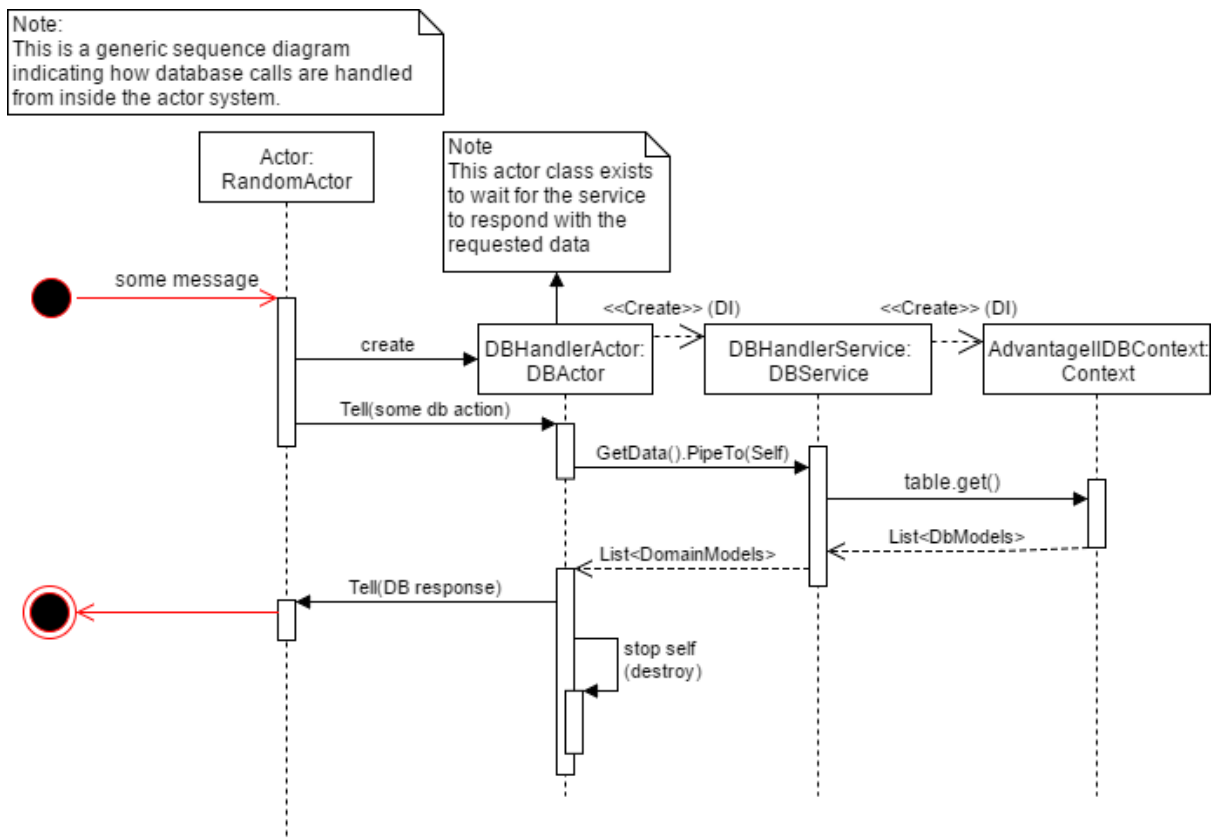 Note:
This is a generic sequence diagram
indicating how database calls are handled
from inside the actor system.
Actor:
RandomActor
Note
This actor class exists
to wait for the service
to respond with the
requested data
some message
<<Create>> (DI)
<<Create>> (DI)
create
DBHandlerActor:
DBActor
DBHandlerService:
DBService
AdvantageIIDBContext:
Context
Tell(some db action)
GetData().PipeTo(Self)
table.get()
List<DbModels>
List<DomainModels>
Tell(DB response)
stop self
(destroy)